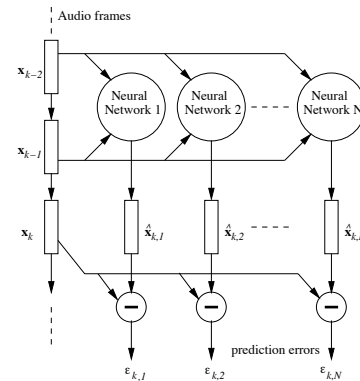 Audio frames
x_{k-2}
Neural Network 1
Neural Network 2
Neural Network N
x_{k-1}
x_k
x̂_{k,1}
x̂_{k,2}
prediction errors
ε_{k,1}
ε_{k,2}
ε_{k,N}